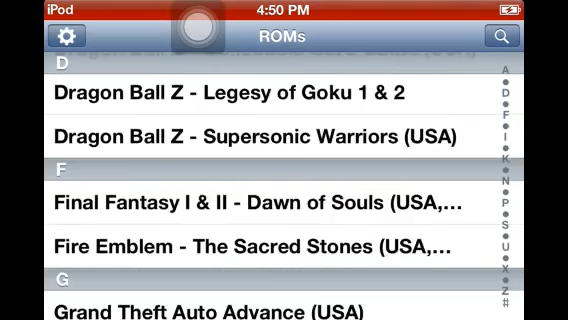 iPod 4:50 PM
ROMs
D
Dragon Ball Z - Legesy of Goku 1 & 2
Dragon Ball Z - Supersonic Warriors (USA)
F
Final Fantasy I & II - Dawn of Souls (USA,...
Fire Emblem - The Sacred Stones (USA,...
G
Grand Theft Auto Advance (USA)
A
D
F
I
K
N
P
S
U
X
Z
#